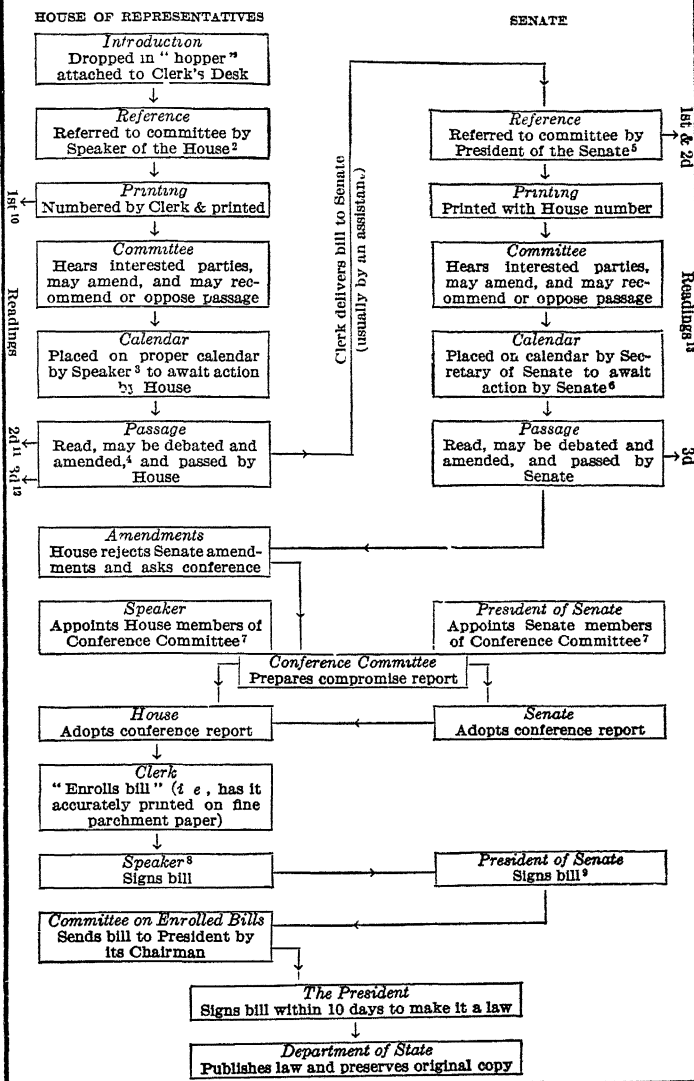 HOUSE OF REPRESENTATIVES
Introduction
Dropped in "hopper"¹
attached to Clerk's Desk
Reference
Referred to committee by
Speaker of the House²
Printing
Numbered by Clerk & printed
Committee
Hears interested parties,
may amend, and may rec-
ommend or oppose passage
Calendar
Placed on proper calendar
by Speaker³ to await action
by House
Passage
Read, may be debated and
amended,⁴ and passed by
House
1st¹⁰
Readings
2d¹¹
3d¹²
Clerk delivers bill to Senate
(usually by an assistant)
SENATE
Reference
Referred to committee by
President of the Senate⁵
Printing
Printed with House number
Committee
Hears interested parties,
may amend, and may rec-
ommend or oppose passage
Calendar
Placed on calendar by Sec-
retary of Senate to await
action by Senate⁶
Passage
Read, may be debated and
amended, and passed by
Senate
1st & 2d
Readings¹³
3d
Amendments
House rejects Senate amend-
ments and asks conference
Speaker
Appoints House members of
Conference Committee⁷
President of Senate
Appoints Senate members
of Conference Committee⁷
Conference Committee
Prepares compromise report
House
Adopts conference report
Senate
Adopts conference report
Clerk
"Enrolls bill" (i e, has it
accurately printed on fine
parchment paper)
Speaker⁸
Signs bill
President of Senate
Signs bill⁹
Committee on Enrolled Bills
Sends bill to President by
its Chairman
The President
Signs bill within 10 days to make it a law
Department of State
Publishes law and preserves original copy